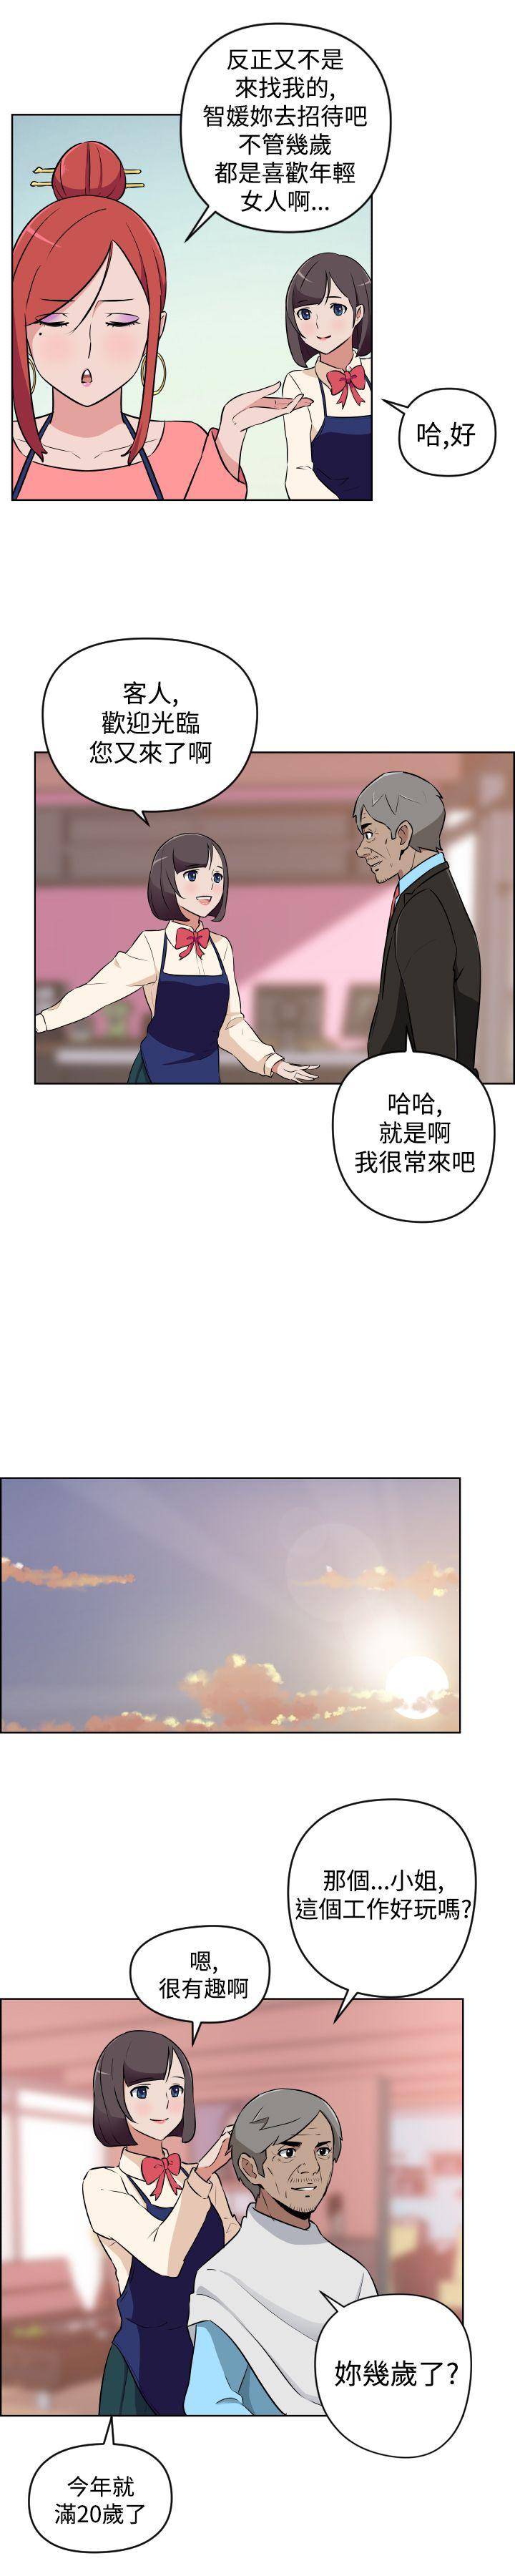 反正又不是
來找我的,
智媛妳去招待吧
不管幾歲
都是喜歡年輕
女人啊...
哈,好
客人,
歡迎光臨
您又來了啊
哈哈,
就是啊
我很常來吧
那個...小姐,
這個工作好玩嗎?
嗯,
很有趣啊
妳幾歲了?
今年就
滿20歲了